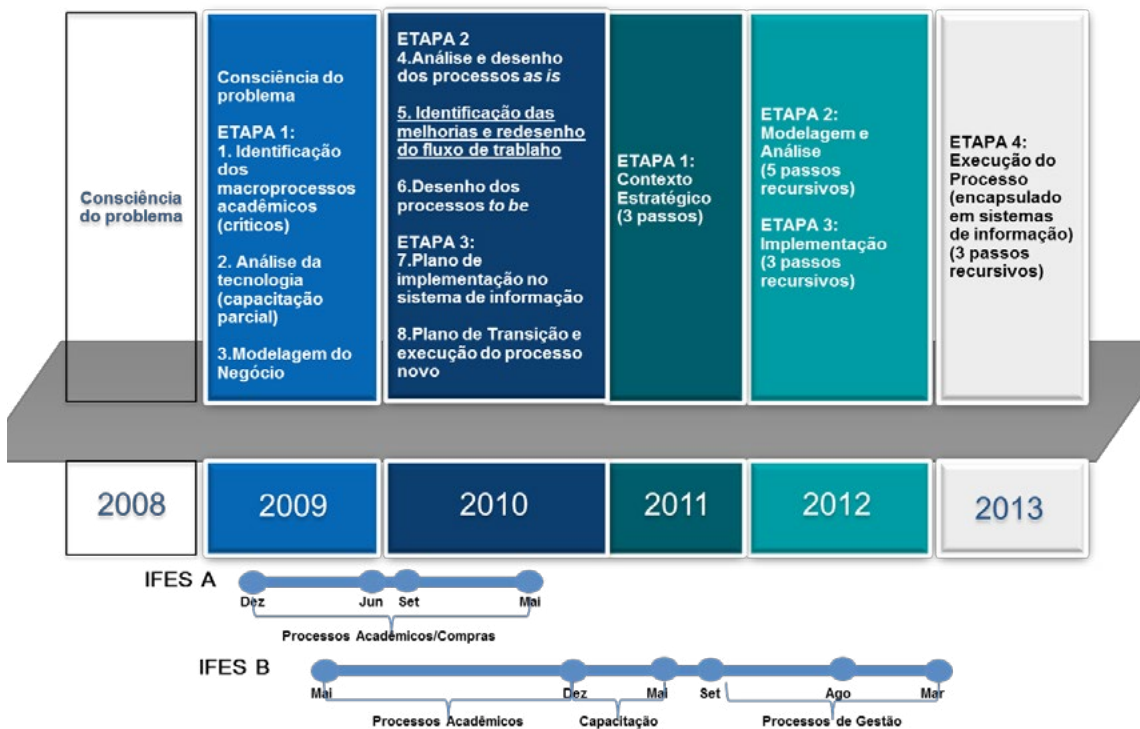 Consciência
do problema
Consciência do
problema
ETAPA 1:
1. Identificação
dos
macroprocessos
acadêmicos
(criticos)
2. Análise da
tecnologia
(capacitação
parcial)
3.Modelagem do
Negócio
ETAPA 2
4.Análise e desenho
dos processos as is
5. Identificação das
melhorias e redesenho
do fluxo de trablaho
6.Desenho dos
processos to be
ETAPA 3:
7.Plano de
implementação no
sistema de informação
8.Plano de Transição e
execução do processo
novo
ETAPA 1:
Contexto
Estratégico
(3 passos)
ETAPA 2:
Modelagem e
Análise
(5 passos
recursivos)
ETAPA 3:
Implementação
(3 passos
recursivos)
ETAPA 4:
Execução do
Processo
(encapsulado
em sistemas
de informação)
(3 passos
recursivos)
2008
2009
2010
2011
2012
2013
IFES A
Dez
Jun
Set
Mai
Processos Acadêmicos/Compras
IFES B
Mai
Dez
Mai
Set
Ago
Mar
Processos Acadêmicos
Capacitação
Processos de Gestão